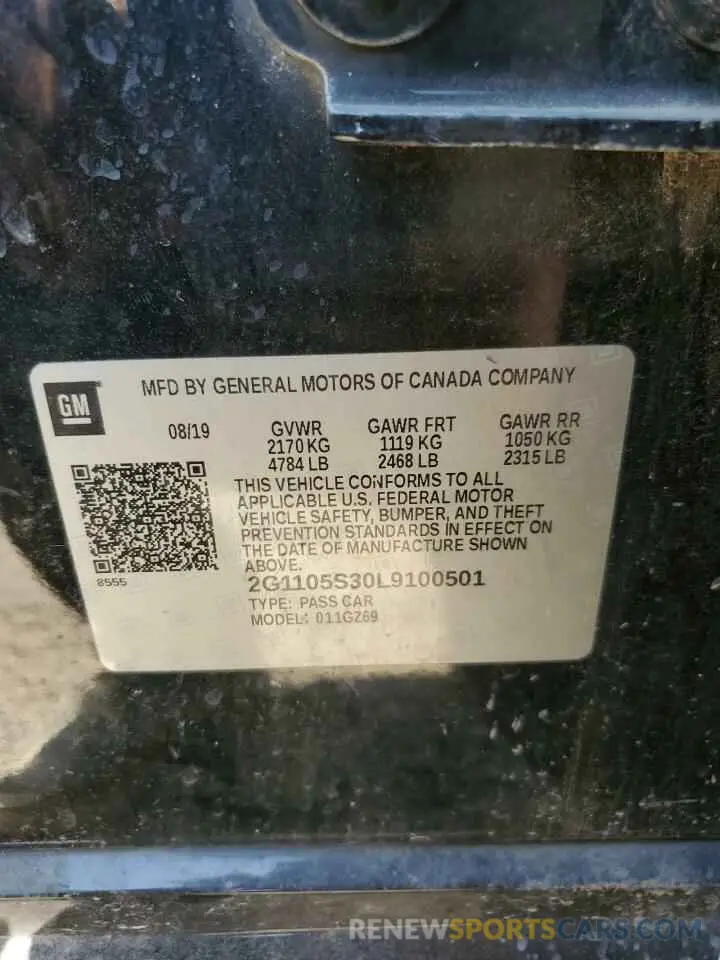 GM
MFD BY GENERAL MOTORS OF CANADA COMPANY
08/19 GVWR GAWR FRT GAWR RR
2170 KG 1119 KG 1050 KG
4784 LB 2468 LB 2315 LB
THIS VEHICLE CONFORMS TO ALL
APPLICABLE U.S. FEDERAL MOTOR
VEHICLE SAFETY, BUMPER, AND THEFT
PREVENTION STANDARDS IN EFFECT ON
THE DATE OF MANUFACTURE SHOWN
ABOVE.
8555
2G1105S30L9100501
TYPE: PASS CAR
MODEL: 011GZ69
RENEWSPORTSCARS.COM